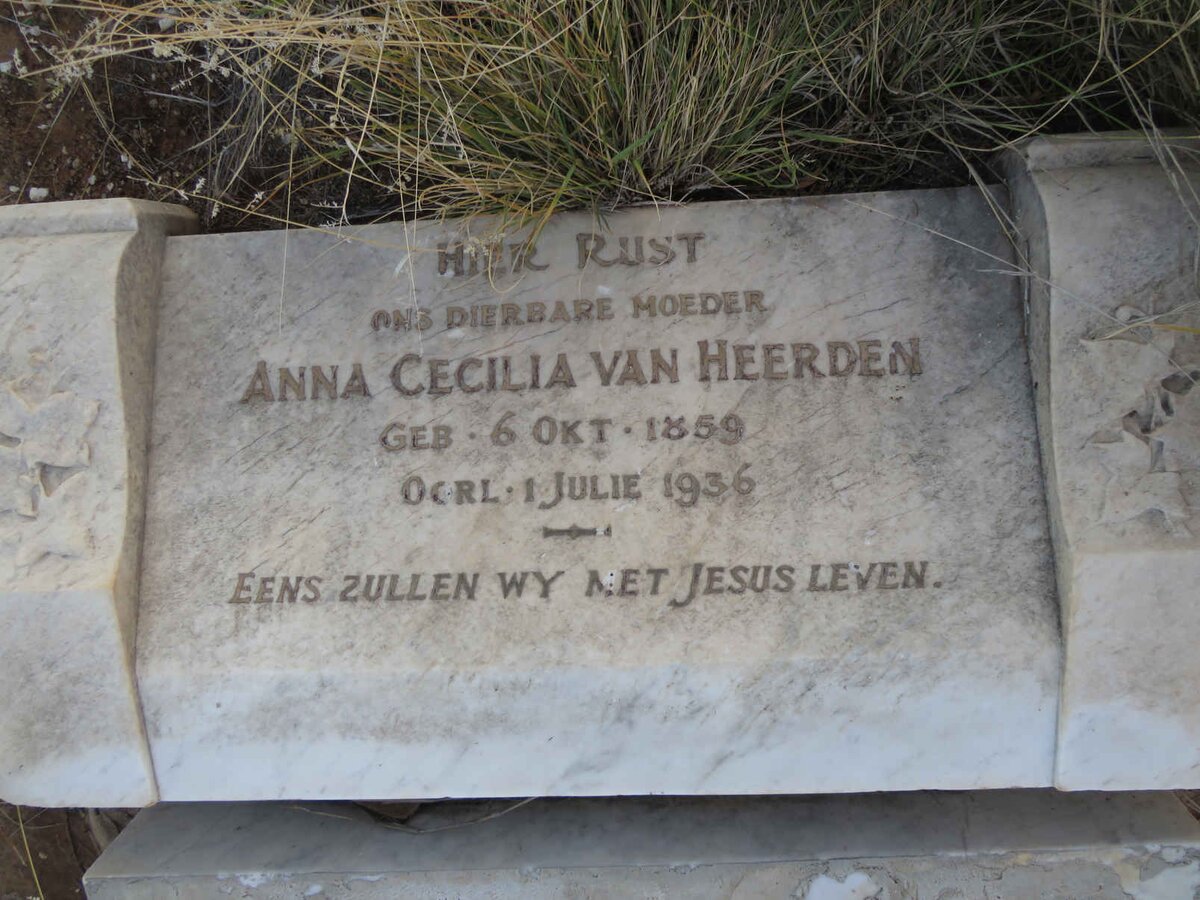 HIER RUST
ONS DIERBARE MOEDER
ANNA CECILIA VAN HEERDEN
GEB · 6 OKT · 1859
OORL · 1 JULIE 1936
EENS ZULLEN WY MET JESUS LEVEN.